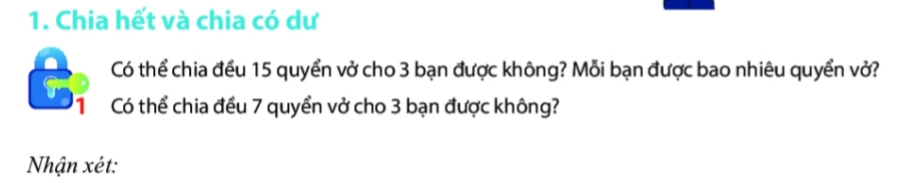 1. Chia hết và chia có dư
Có thể chia đều 15 quyển vở cho 3 bạn được không? Mỗi bạn được bao nhiêu quyển vở?
1 Có thể chia đều 7 quyển vở cho 3 bạn được không?
Nhận xét: